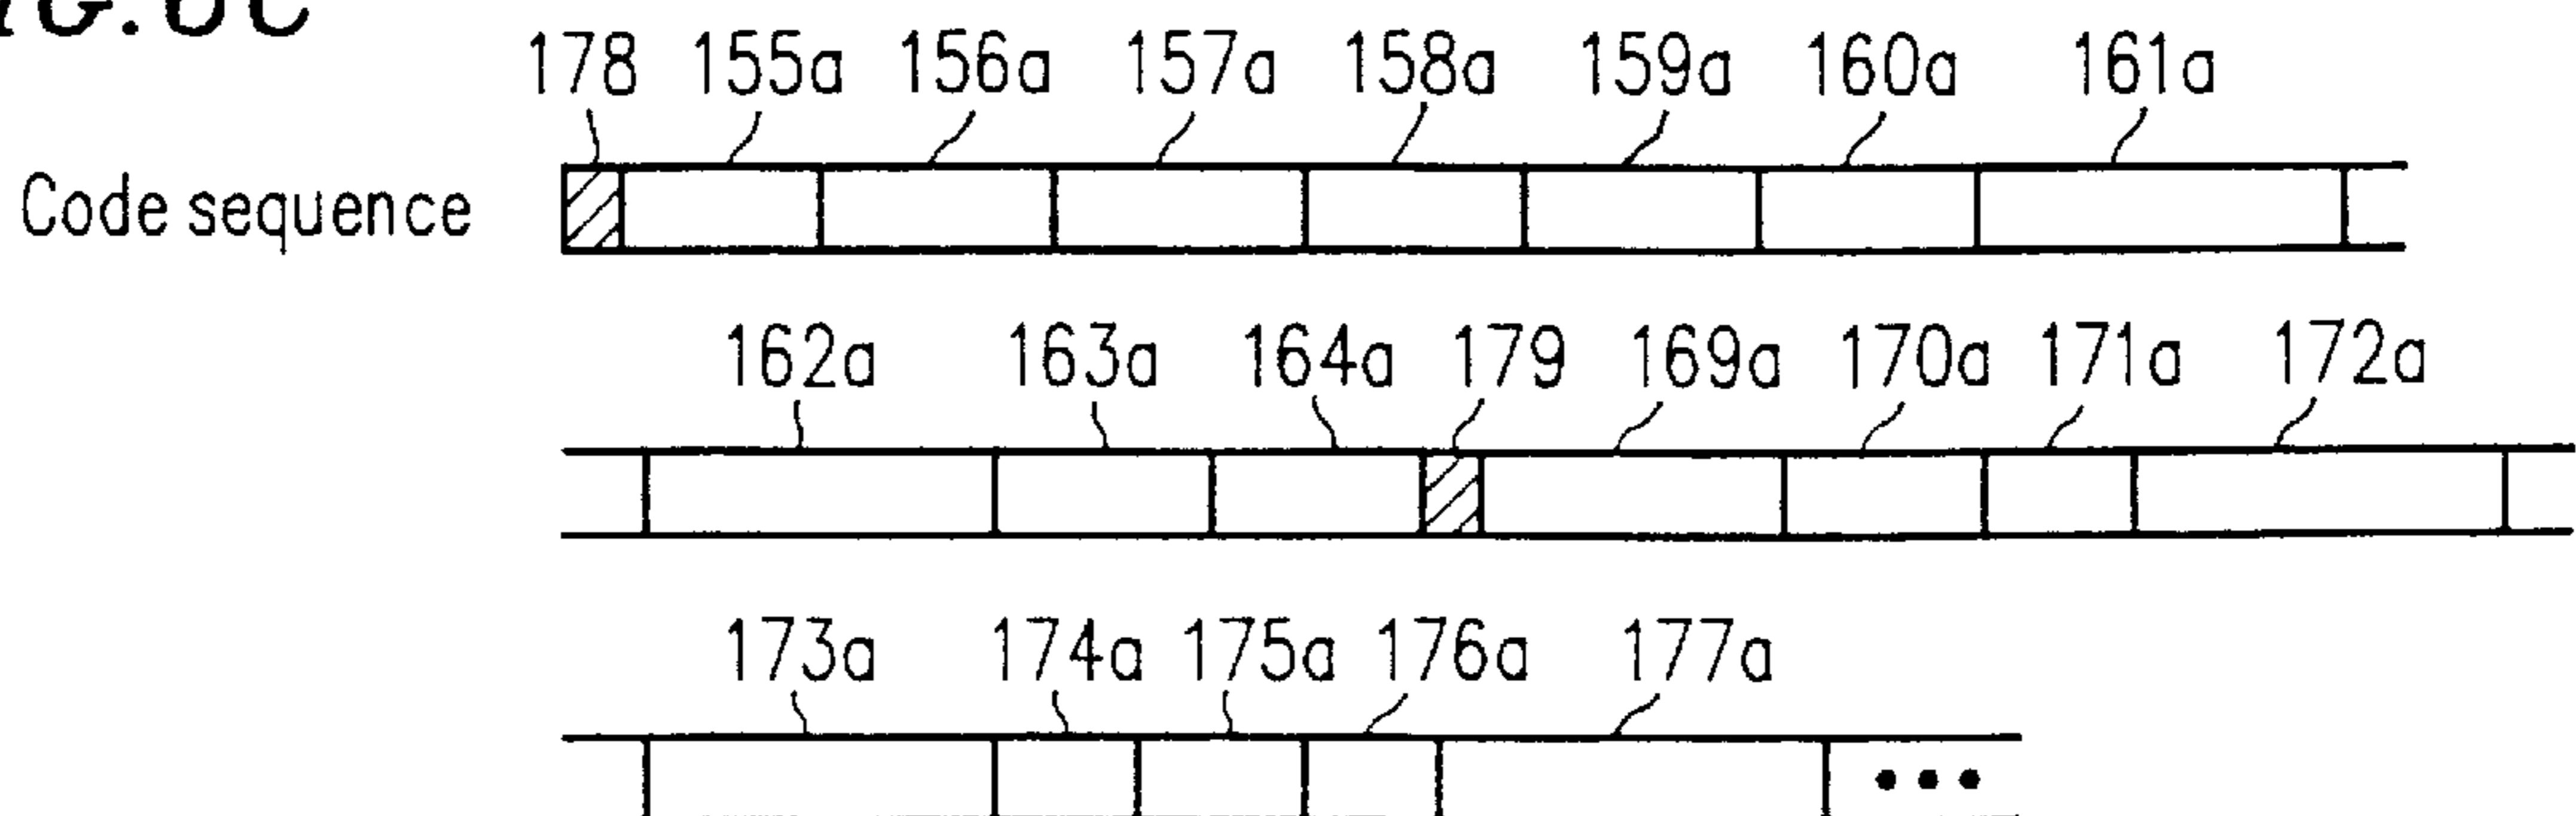 178 155a 156a 157a 158a 159a 160a 161a
Code sequence
162a 163a 164a 179 169a 170a 171a 172a
173a 174a 175a 176a 177a
•••